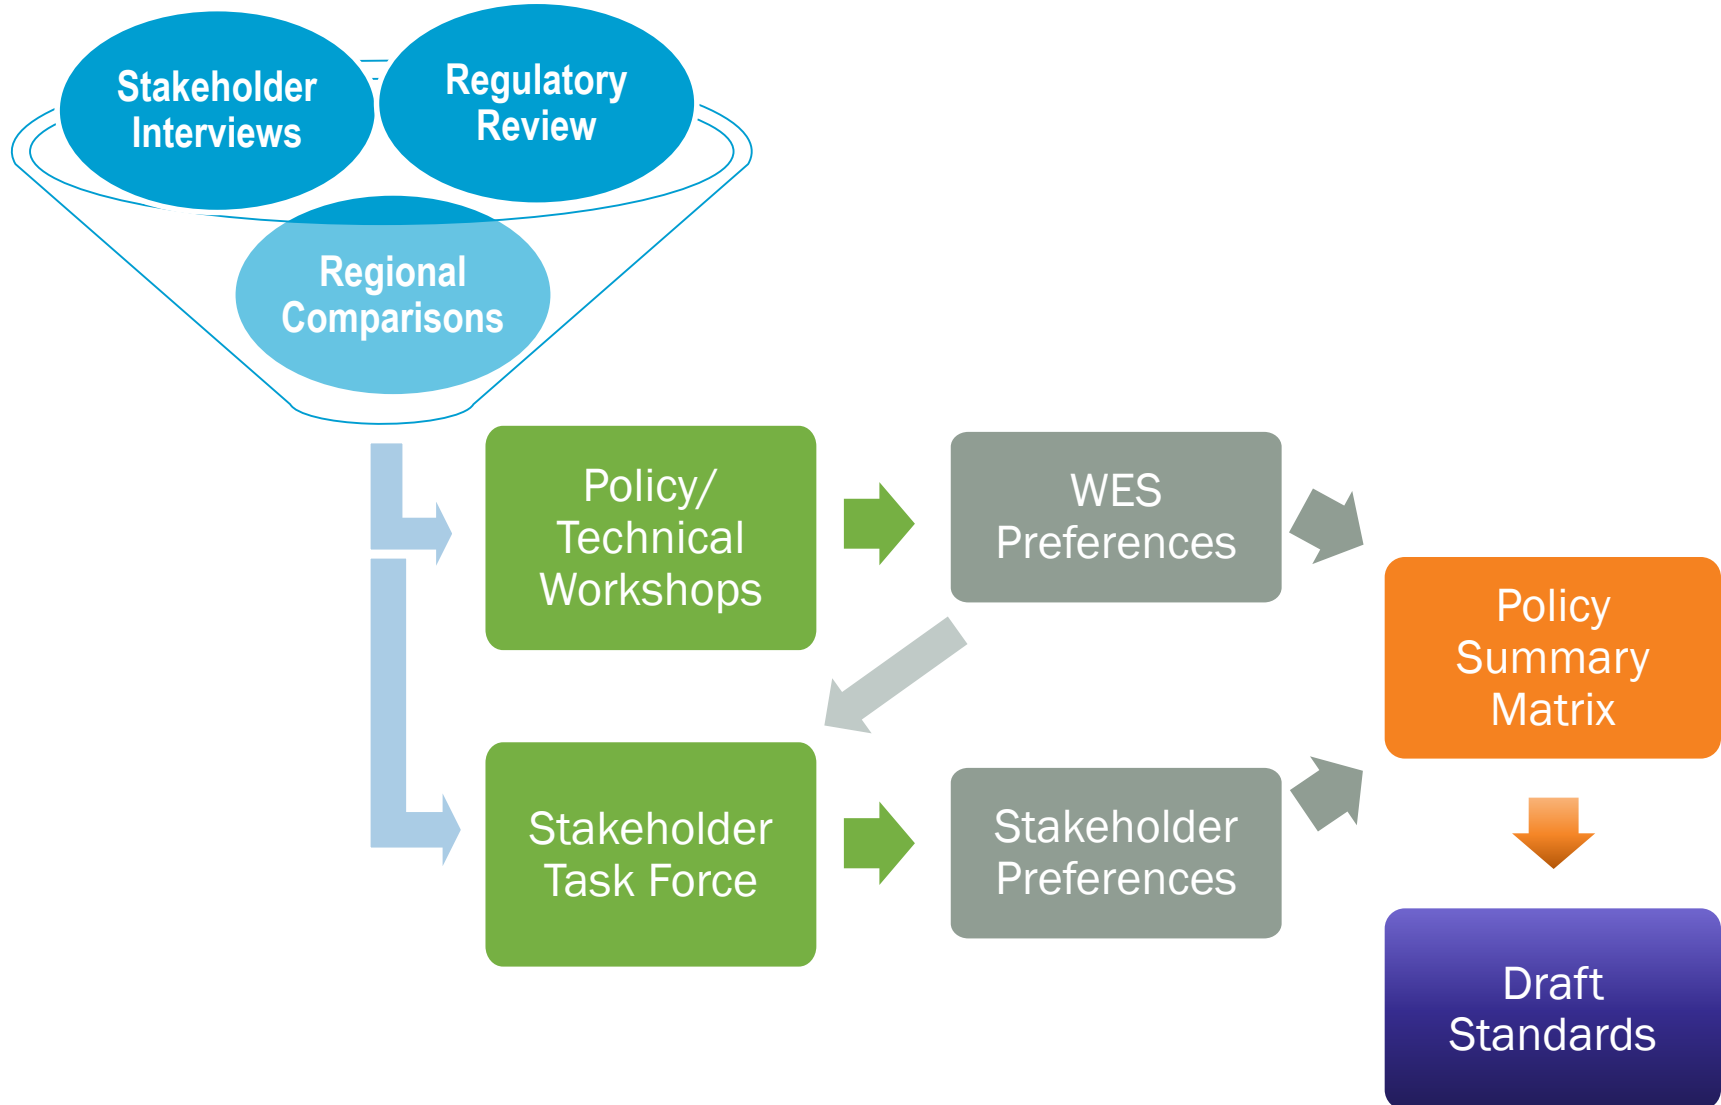 Stakeholder
Interviews
Regulatory
Review
Regional
Comparisons
Policy/
Technical
Workshops
WES
Preferences
Policy
Summary
Matrix
Stakeholder
Task Force
Stakeholder
Preferences
Draft
Standards